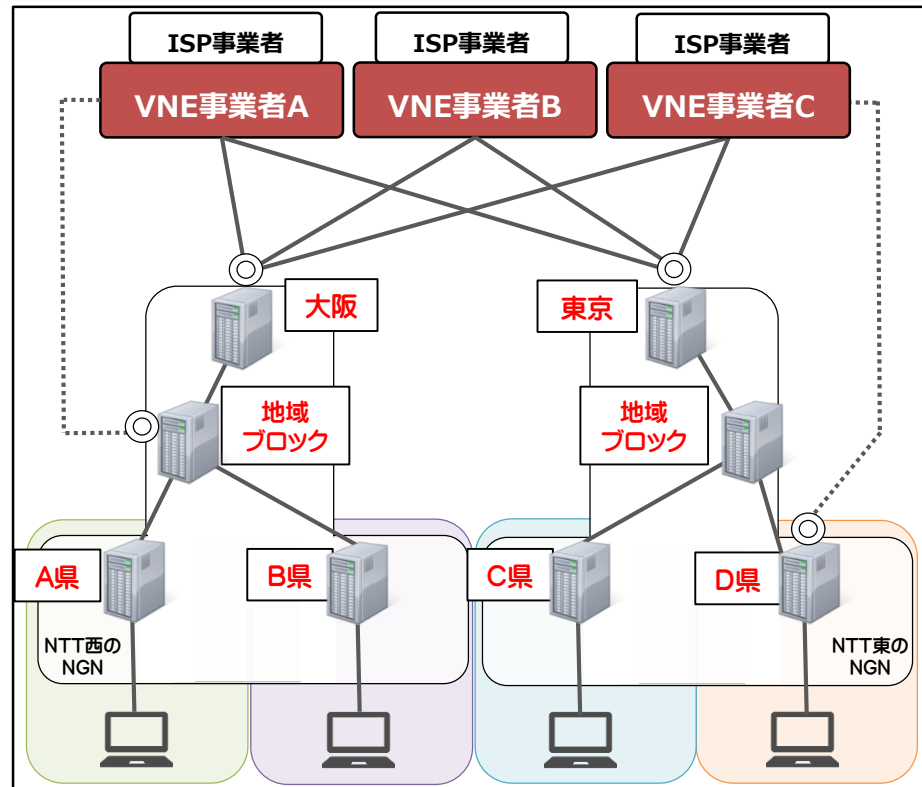 ISP事業者
ISP事業者
ISP事業者
VNE事業者A
VNE事業者B
VNE事業者C
大阪
東京
地域
ブロック
地域
ブロック
A県
B県
C県
D県
NTT西の
NGN
NTT東の
NGN